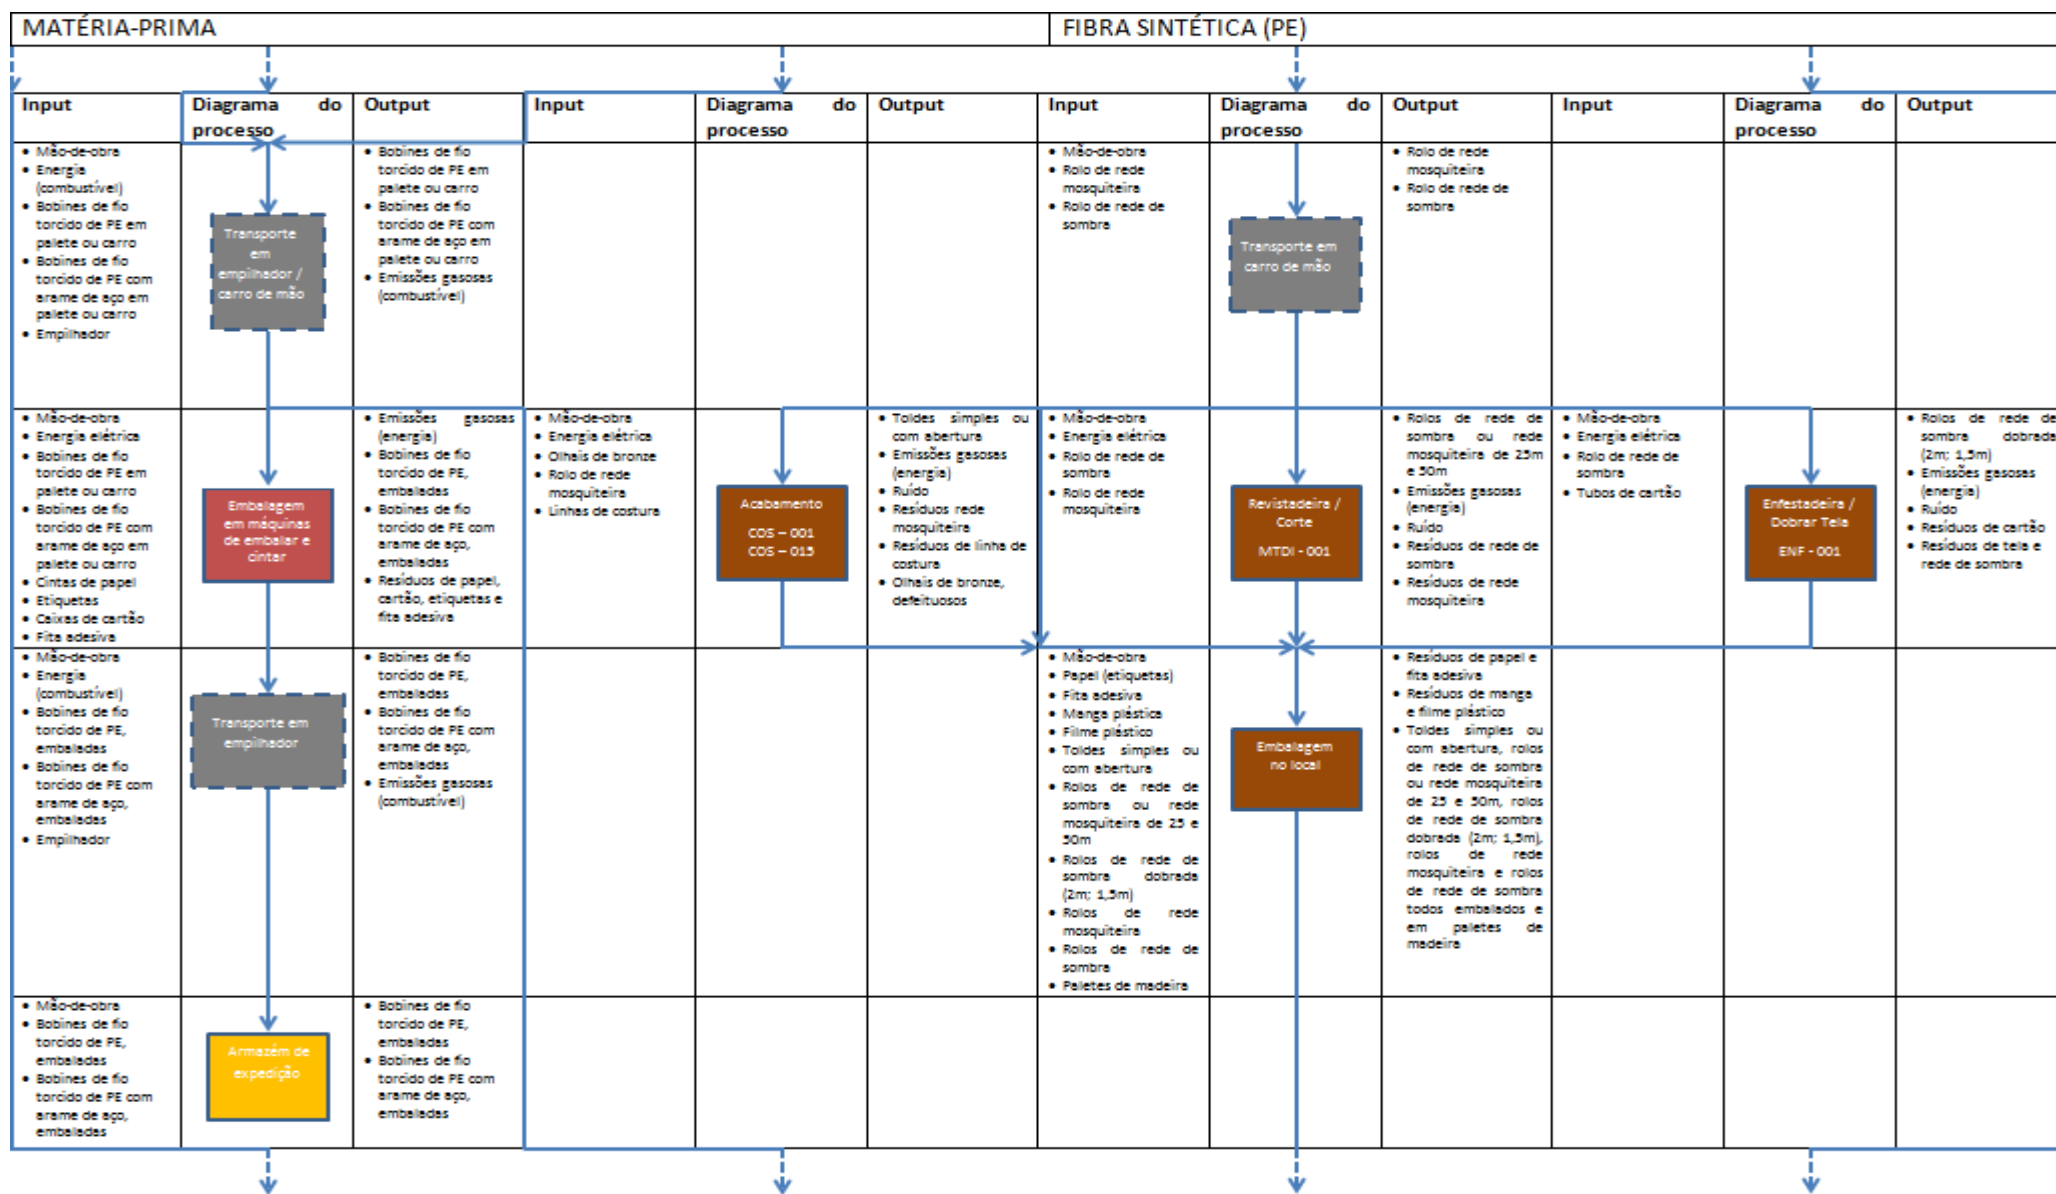 MATÉRIA-PRIMA
FIBRA SINTÉTICA (PE)
Input
Diagrama do
processo
Output
Input
Diagrama do
processo
Output
Input
Diagrama do
processo
Output
Input
Diagrama do
processo
Output
• Mão-de-obra
• Energia
(combustível)
• Bobines de fio
torcido de PE em
palete ou carro
• Bobines de fio
torcido de PE com
arame de aço em
palete ou carro
• Empilhador
Transporte
em
empilhador /
carro de mão
• Bobines de fio
torcido de PE em
palete ou carro
• Bobines de fio
torcido de PE com
arame de aço em
palete ou carro
• Emissões gasosas
(combustível)
• Mão-de-obra
• Rolo de rede
mosquiteira
• Rolo de rede de
sombra
Transporte em
carro de mão
• Rolo de rede
mosquiteira
• Rolo de rede de
sombra
• Mão-de-obra
• Energia elétrica
• Bobines de fio
torcido de PE em
palete ou carro
• Bobines de fio
torcido de PE com
arame de aço em
palete ou carro
• Cintas de papel
• Etiquetas
• Caixas de cartão
• Fita adesiva
Embalagem
em máquinas
de embalar e
cintar
• Emissões gasosas
(energia)
• Bobines de fio
torcido de PE,
embaladas
• Bobines de fio
torcido de PE com
arame de aço,
embaladas
• Resíduos de papel,
cartão, etiquetas e
fita adesiva
• Mão-de-obra
• Energia elétrica
• Olhais de bronze
• Rolo de rede
mosquiteira
• Linhas de costura
Acabamento
COS – 001
COS – 015
• Toldes simples ou
com abertura
• Emissões gasosas
(energia)
• Ruído
• Resíduos rede
mosquiteira
• Resíduos de linha de
costura
• Olhais de bronze,
defeituosos
• Mão-de-obra
• Energia elétrica
• Rolo de rede de
sombra
• Rolo de rede
mosquiteira
Revistadeira /
Corte
MTDI - 001
• Rolos de rede de
sombra ou rede
mosquiteira de 25m
e 50m
• Emissões gasosas
(energia)
• Ruído
• Resíduos de rede de
sombra
• Resíduos de rede
mosquiteira
• Mão-de-obra
• Energia elétrica
• Rolo de rede de
sombra
• Tubos de cartão
Enfestadeira /
Dobrar Tela
ENF - 001
• Rolos de rede de
sombra dobrada
(2m; 1,5m)
• Emissões gasosas
(energia)
• Ruído
• Resíduos de cartão
• Resíduos de tela e
rede de sombra
• Mão-de-obra
• Energia
(combustível)
• Bobines de fio
torcido de PE,
embaladas
• Bobines de fio
torcido de PE com
arame de aço,
embaladas
• Empilhador
Transporte em
empilhador
• Bobines de fio
torcido de PE,
embaladas
• Bobines de fio
torcido de PE com
arame de aço,
embaladas
• Emissões gasosas
(combustível)
• Mão-de-obra
• Papel (etiquetas)
• Fita adesiva
• Manga plástica
• Filme plástico
• Toldes simples ou
com abertura
• Rolos de rede de
sombra ou rede
mosquiteira de 25 e
50m
• Rolos de rede de
sombra dobrada
(2m; 1,5m)
• Rolos de rede
mosquiteira
• Rolos de rede de
sombra
• Paletes de madeira
Embalagem
no local
• Resíduos de papel e
fita adesiva
• Resíduos de manga
e filme plástico
• Toldes simples ou
com abertura, rolos
de rede de sombra
ou rede mosquiteira
de 25 e 50m, rolos
de rede de sombra
dobrada (2m; 1,5m),
rolos de rede
mosquiteira e rolos
de rede de sombra
todos embalados e
em paletes de
madeira
• Mão-de-obra
• Bobines de fio
torcido de PE,
embaladas
• Bobines de fio
torcido de PE com
arame de aço,
embaladas
Armazém de
expedição
• Bobines de fio
torcido de PE,
embaladas
• Bobines de fio
torcido de PE com
arame de aço,
embaladas